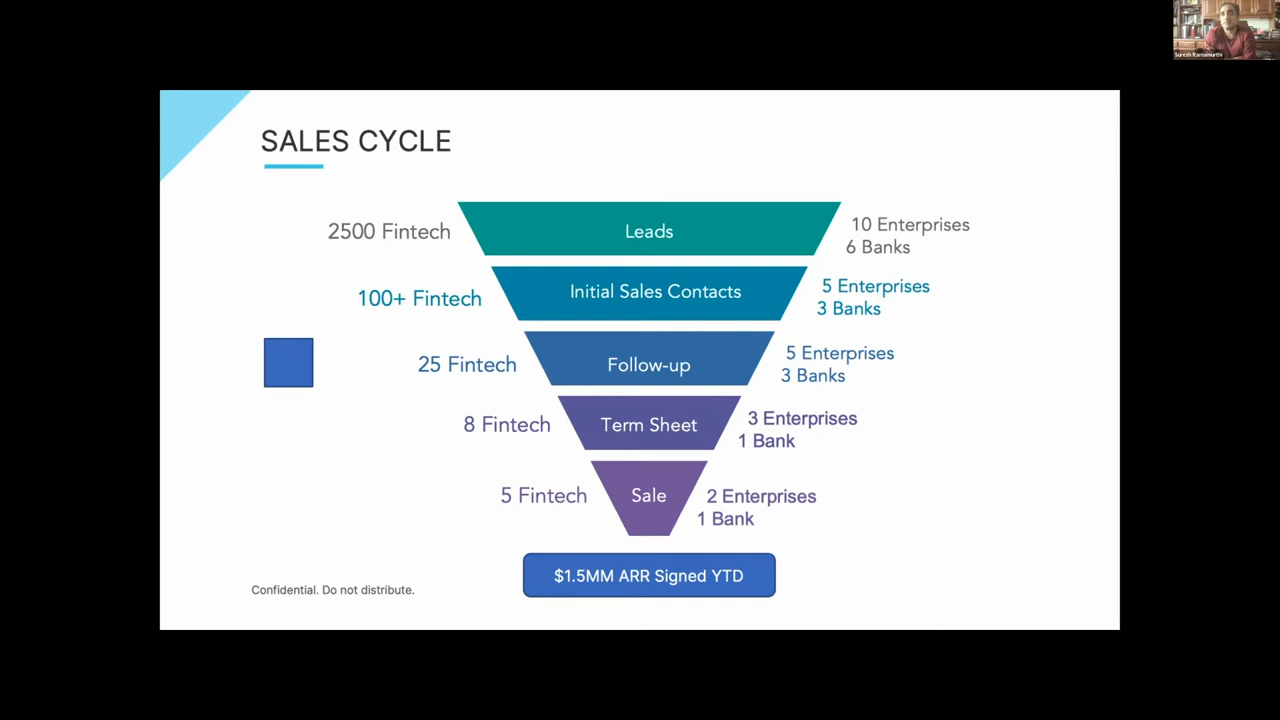 Suresh Ramamurthi
SALES CYCLE
2500 Fintech
Leads
10 Enterprises
6 Banks
100+ Fintech
Initial Sales Contacts
5 Enterprises
3 Banks
25 Fintech
Follow-up
5 Enterprises
3 Banks
8 Fintech
Term Sheet
3 Enterprises
1 Bank
5 Fintech
Sale
2 Enterprises
1 Bank
$1.5MM ARR Signed YTD
Confidential. Do not distribute.